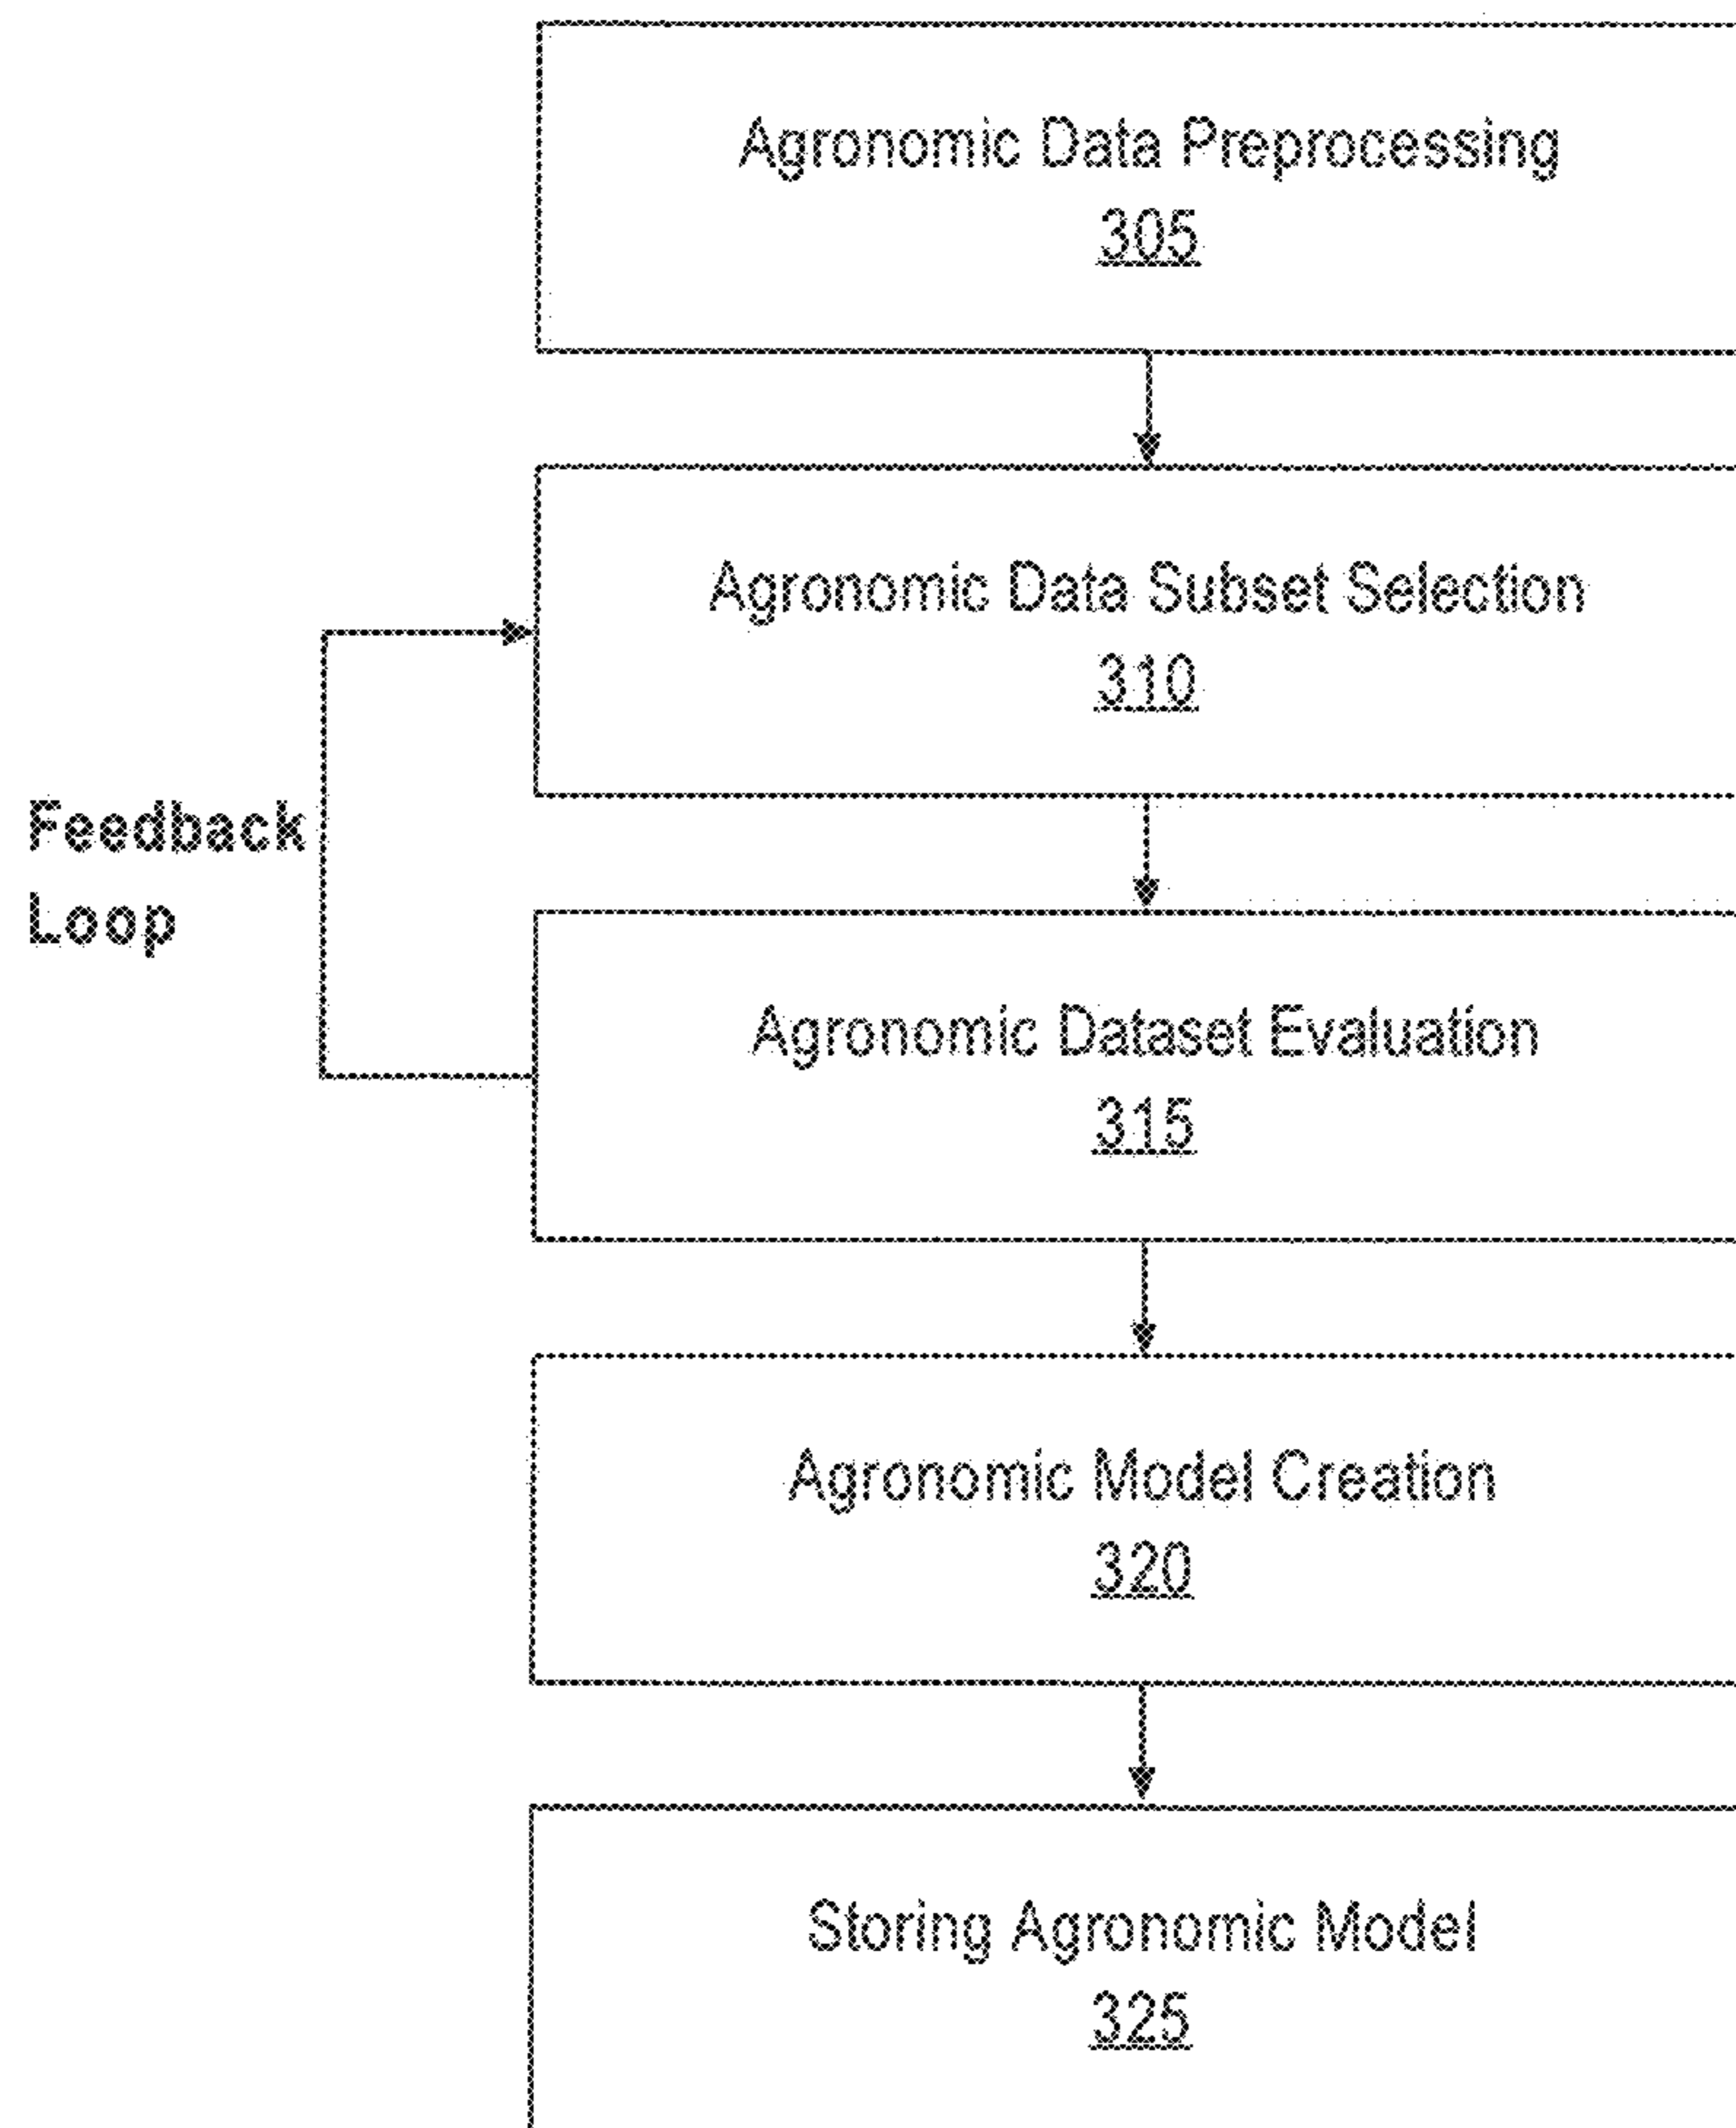 Agronomic Data Preprocessing
305
Agronomic Data Subset Selection
310
Feedback
Loop
Agronomic Dataset Evaluation
315
Agronomic Model Creation
320
Storing Agronomic Model
325